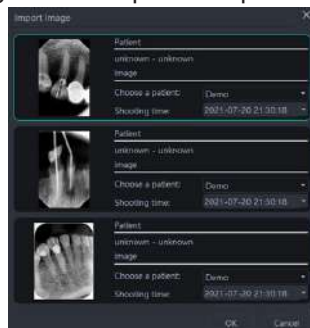 Import Image
Patient
unknown - unknown
Image
Choose a patient: Demo
Shooting time: 2021-07-20 21:30:18
Patient
unknown - unknown
Image
Choose a patient: Demo
Shooting time: 2021-07-20 21:30:18
Patient
unknown - unknown
Image
Choose a patient: Demo
Shooting time: 2021-07-20 21:30:18
OK Cancel